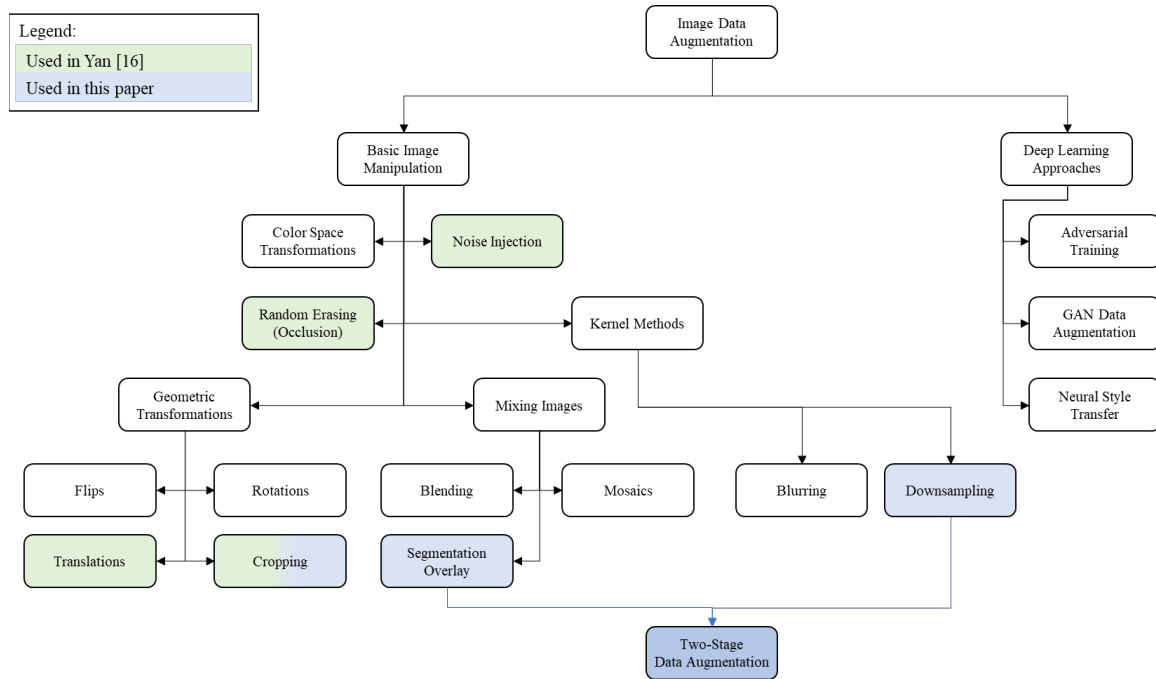 Legend:
Used in Yan [16]
Used in this paper
Image Data
Augmentation
Basic Image
Manipulation
Deep Learning
Approaches
Color Space
Transformations
Noise Injection
Adversarial
Training
Random Erasing
(Occlusion)
Kernel Methods
GAN Data
Augmentation
Geometric
Transformations
Mixing Images
Neural Style
Transfer
Flips
Rotations
Blending
Mosaics
Blurring
Downsampling
Translations
Cropping
Segmentation
Overlay
Two-Stage
Data Augmentation